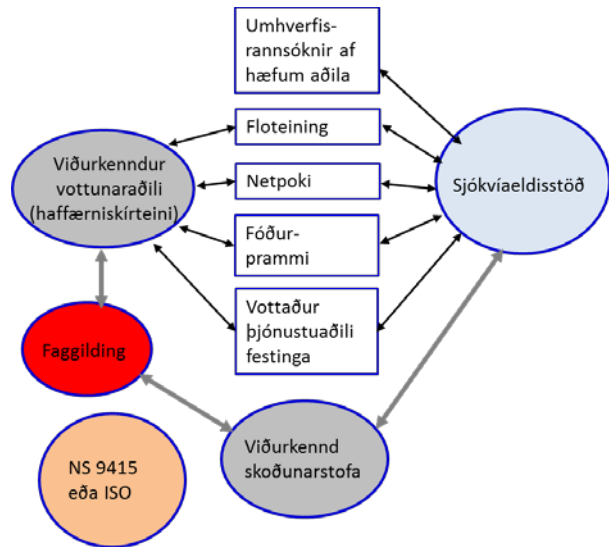 Umhverfis-
rannsóknir af
hæfum aðila
Floteining
Netpoki
Fóður-
prammi
Vottaður
þjónustuaðili
festinga
Viðurkenndur
vottunaraðili
(haffærniskírteini)
Sjókvíaeldisstöð
Faggilding
Viðurkennd
skoðunarstofa
NS 9415
eða ISO